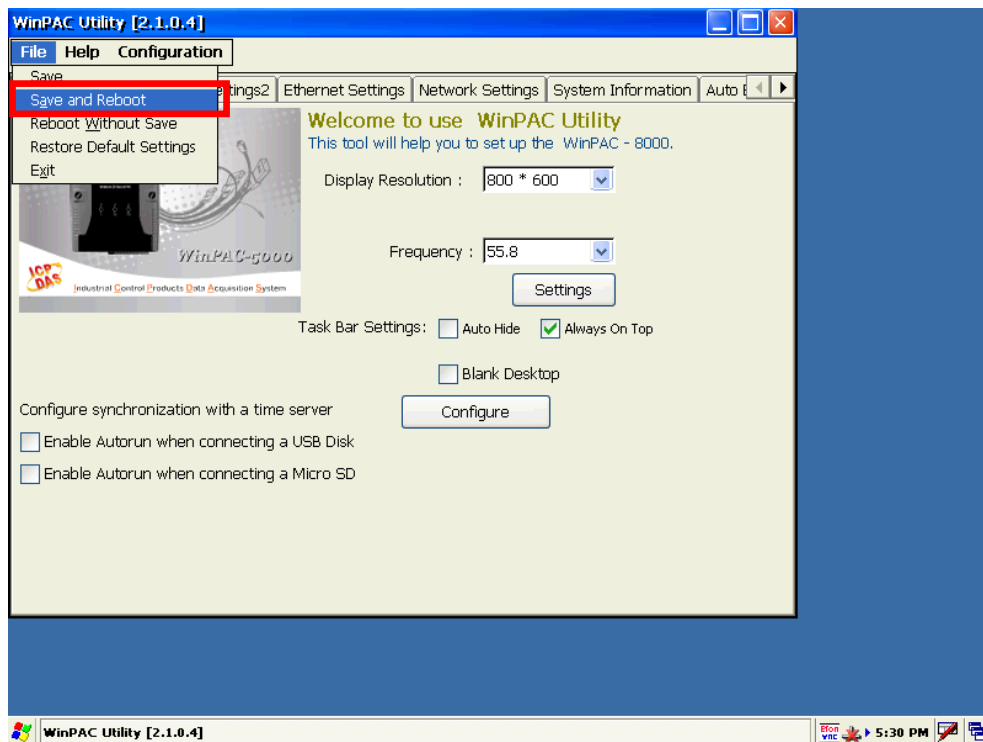 WinPAC Utility [2.1.0.4]
File Help Configuration
Save
Save and Reboot
Reboot Without Save
Restore Default Settings
Exit
Ethernet Settings Network Settings System Information Auto
Welcome to use WinPAC Utility
This tool will help you to set up the WinPAC - 8000.
Display Resolution : 800 * 600
Frequency : 55.8
Settings
WinPAC-5000
ICP DAS
Industrial Control Products Data Acquisition System
Task Bar Settings: Auto Hide Always On Top
Blank Desktop
Configure synchronization with a time server Configure
Enable Autorun when connecting a USB Disk
Enable Autorun when connecting a Micro SD
WinPAC Utility [2.1.0.4]
Efon
VNC
5:30 PM